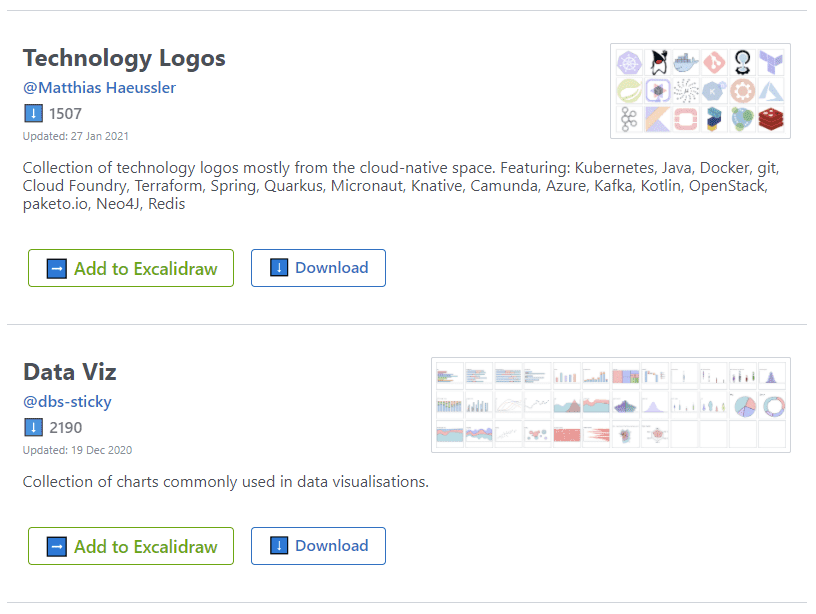 Technology Logos
@Matthias Haeussler
1507
Updated: 27 Jan 2021
Collection of technology logos mostly from the cloud-native space. Featuring: Kubernetes, Java, Docker, git,
Cloud Foundry, Terraform, Spring, Quarkus, Micronaut, Knative, Camunda, Azure, Kafka, Kotlin, OpenStack,
paketo.io, Neo4J, Redis
Add to Excalidraw
Download
Data Viz
@dbs-sticky
2190
Updated: 19 Dec 2020
Collection of charts commonly used in data visualisations.
Add to Excalidraw
Download